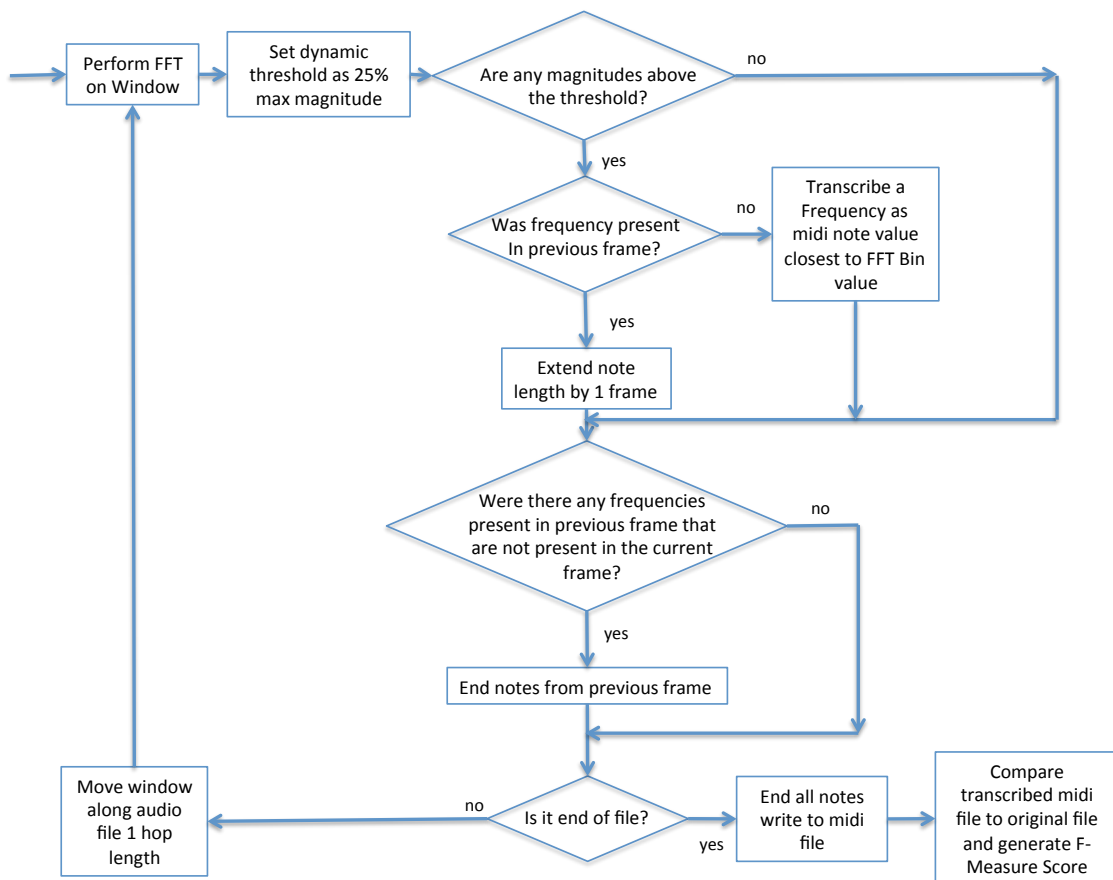 Perform FFT
on Window
Set dynamic
threshold as 25%
max magnitude
Are any magnitudes above
the threshold?
no
yes
Was frequency present
In previous frame?
no
Transcribe a
Frequency as
midi note value
closest to FFT Bin
value
yes
Extend note
length by 1 frame
Were there any frequencies
present in previous frame that
are not present in the current
frame?
no
yes
End notes from previous frame
Move window
along audio
file 1 hop
length
no
Is it end of file?
yes
End all notes
write to midi
file
Compare
transcribed midi
file to original file
and generate F-
Measure Score